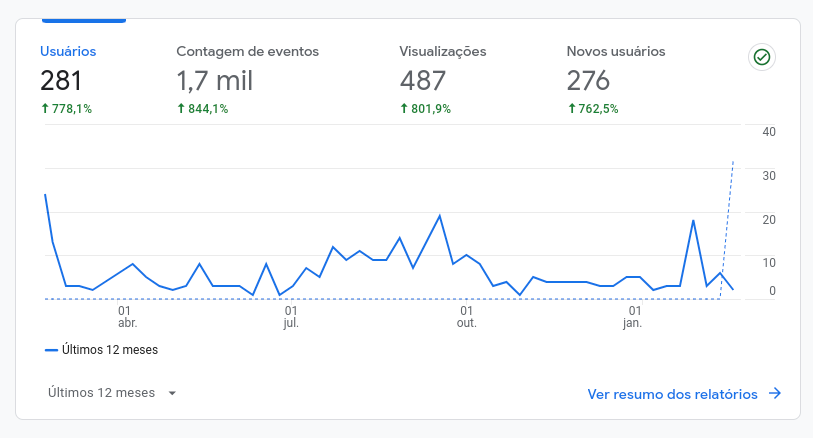 Usuários Contagem de eventos Visualizações Novos usuários
281 1,7 mil 487 276
↑ 778,1% ↑ 844,1% ↑ 801,9% ↑ 762,5%
40
30
20
10
0
01 01 01 01
abr. jul. out. jan.
Últimos 12 meses
Últimos 12 meses
Ver resumo dos relatórios